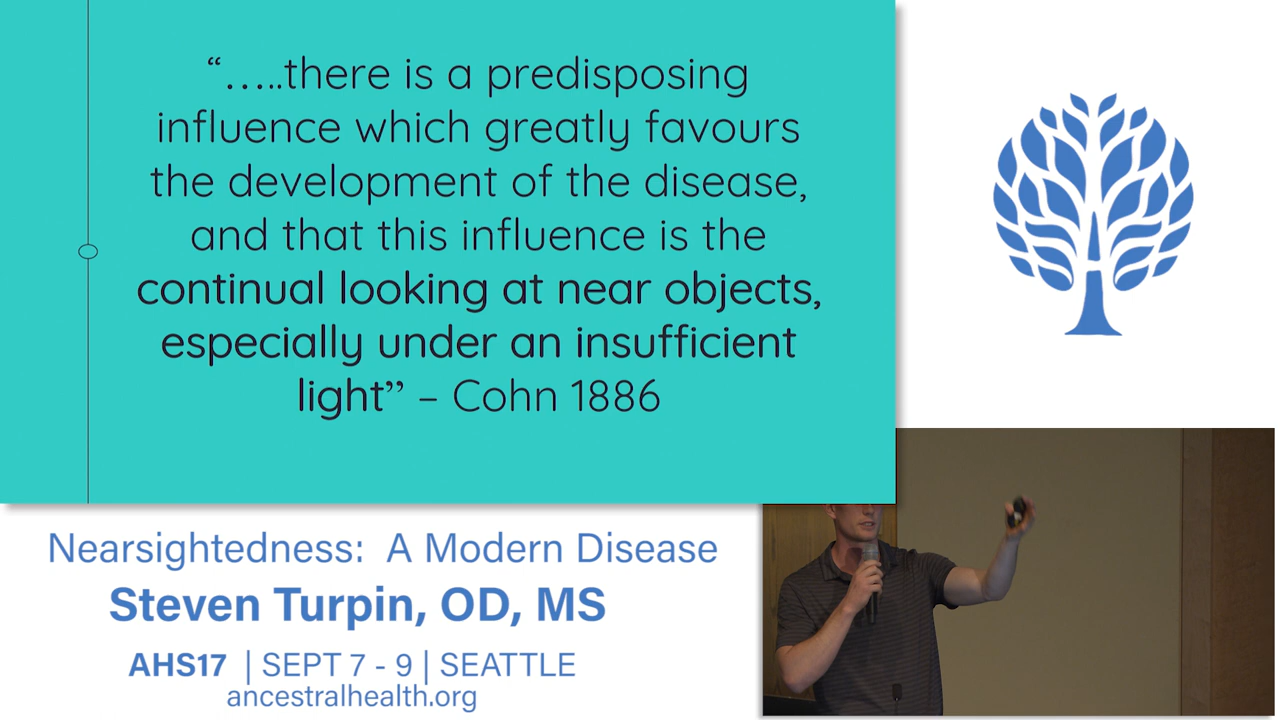 “…..there is a predisposing
influence which greatly favours
the development of the disease,
and that this influence is the
continual looking at near objects,
especially under an insufficient
light” – Cohn 1886
Nearsightedness: A Modern Disease
Steven Turpin, OD, MS
AHS17 | SEPT 7 - 9 | SEATTLE
ancestralhealth.org